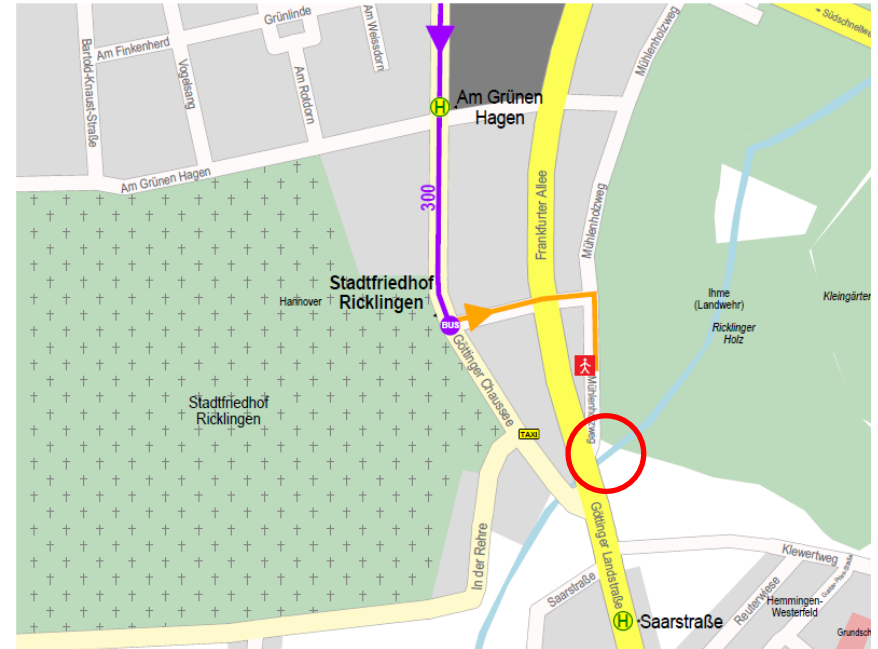 Grünlinde
Am Weissdorn
Am Finkenherd
Bartold-Knaust-Straße
Vogelsang
Am Rotdorn
Mühlenholzweg
H
Am Grünen
Hagen
Am Grünen Hagen
300
Frankfurter Allee
Mühlenholzweg
Stadtfriedhof
Ricklingen
Hannover
BUS
Ihme
(Landwehr)
Ricklinger
Holz
Göttinger Chaussee
Mühlenholzweg
Stadtfriedhof
Ricklingen
TAXI
In der Rehre
Göttinger Landstraße
Klewertweg
Saarstraße
Reuterwiese
Hemmingen-
Westerfeld
H
Saarstraße